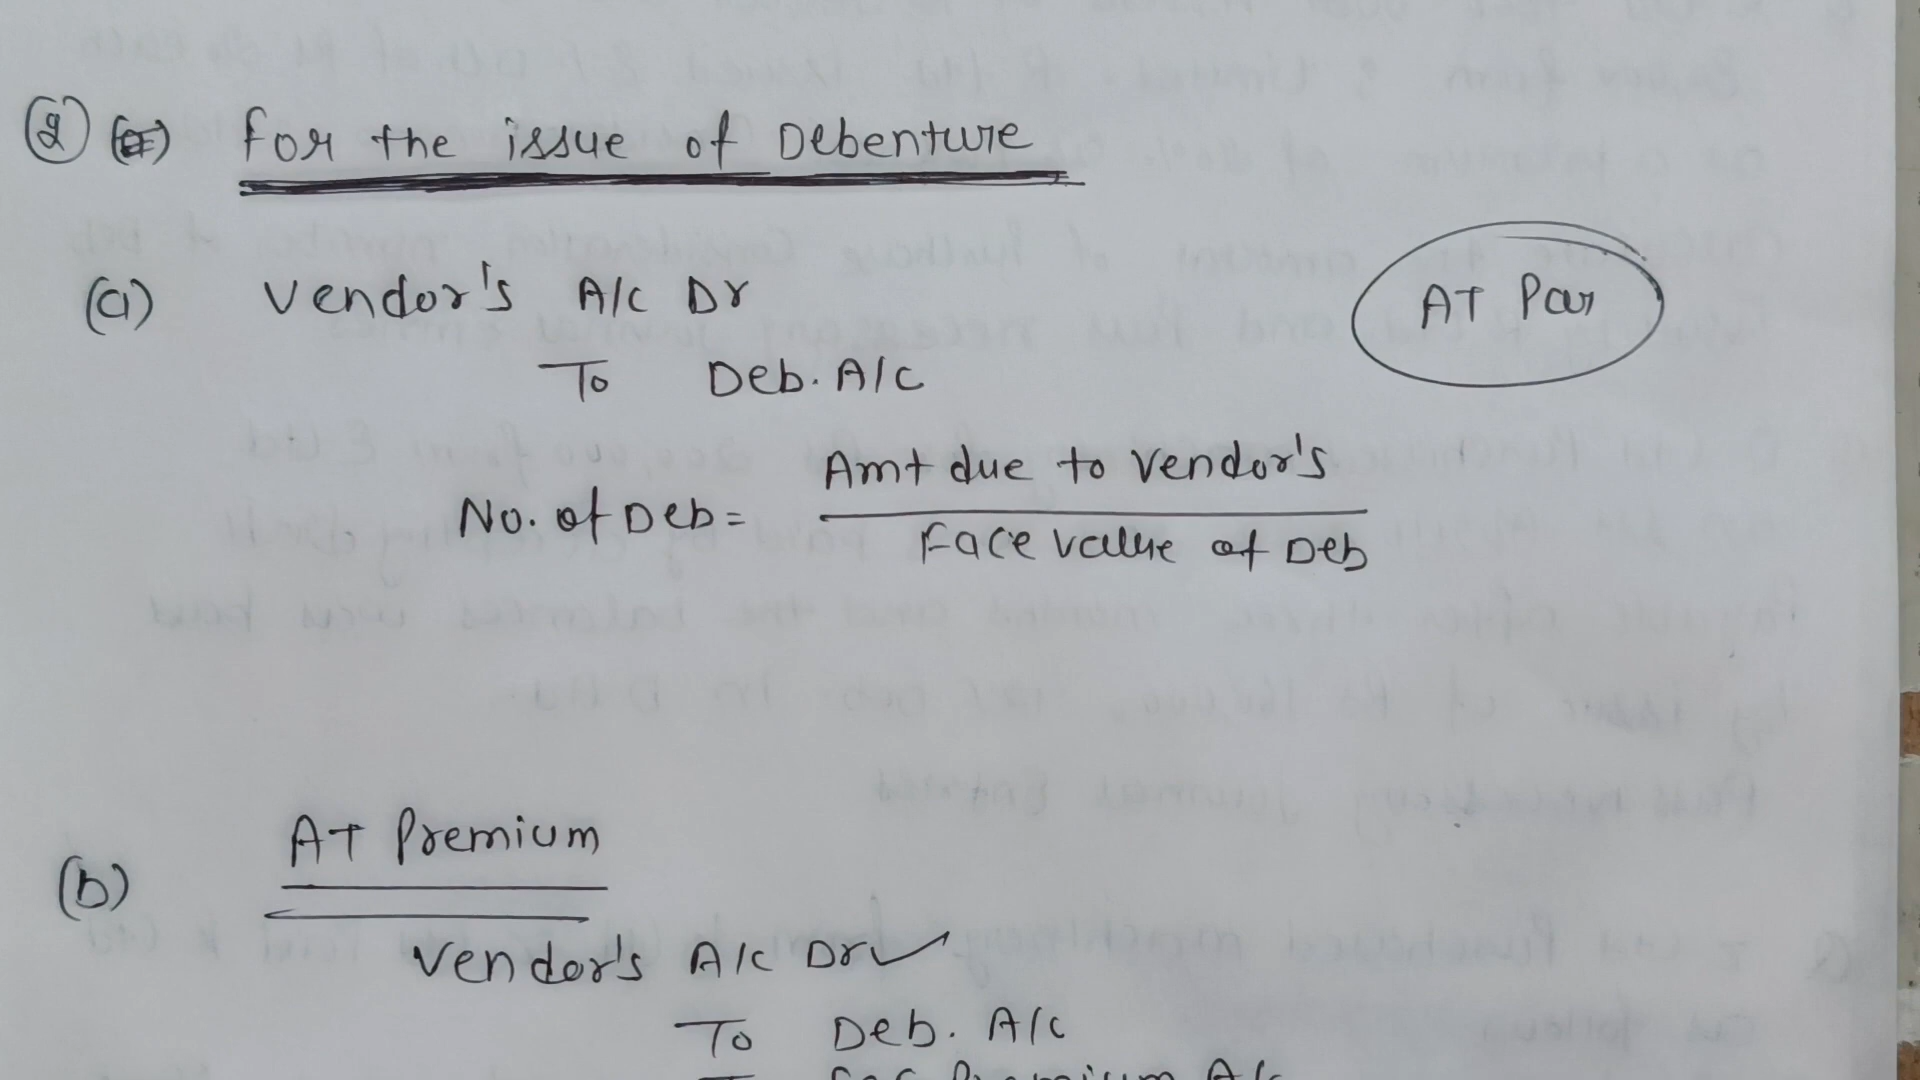 ② For the issue of Debenture
(a) Vendor's A/c Dr
At Par
To Deb. A/c
No. of Deb = Amt due to vendor's
Face value of Deb
At Premium
(b)
Vendor's A/c Dr ✓
To Deb. A/c
Premium A/c